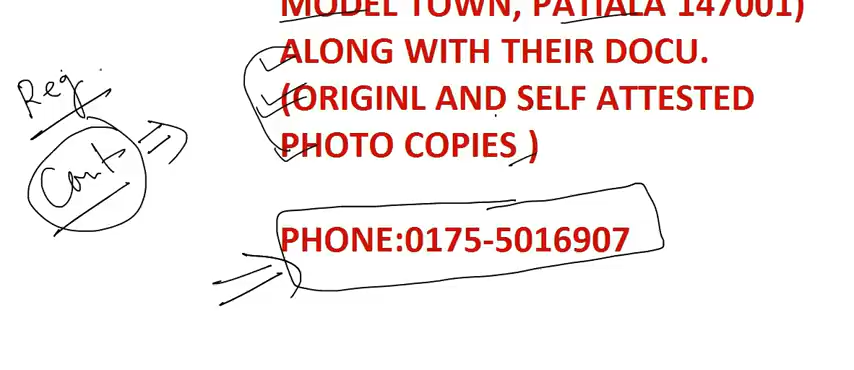 MODEL TOWN, PATIALA 147001)
ALONG WITH THEIR DOCU.
(ORIGINL AND SELF ATTESTED
PHOTO COPIES )
PHONE:0175-5016907
Reg.
Cont